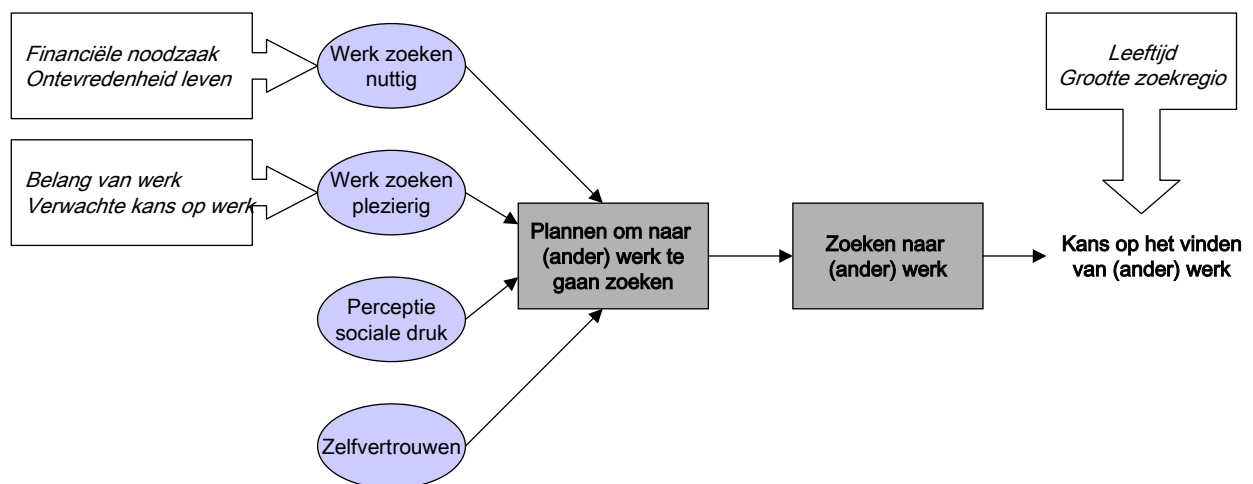 Financiële noodzaak
Ontevredenheid leven
Werk zoeken
nuttig
Leeftijd
Grootte zoekregio
Belang van werk
Verwachte kans op werk
Werk zoeken
plezierig
Plannen om naar
(ander) werk te
gaan zoeken
Zoeken naar
(ander) werk
Kans op het vinden
van (ander) werk
Perceptie
sociale druk
Zelfvertrouwen